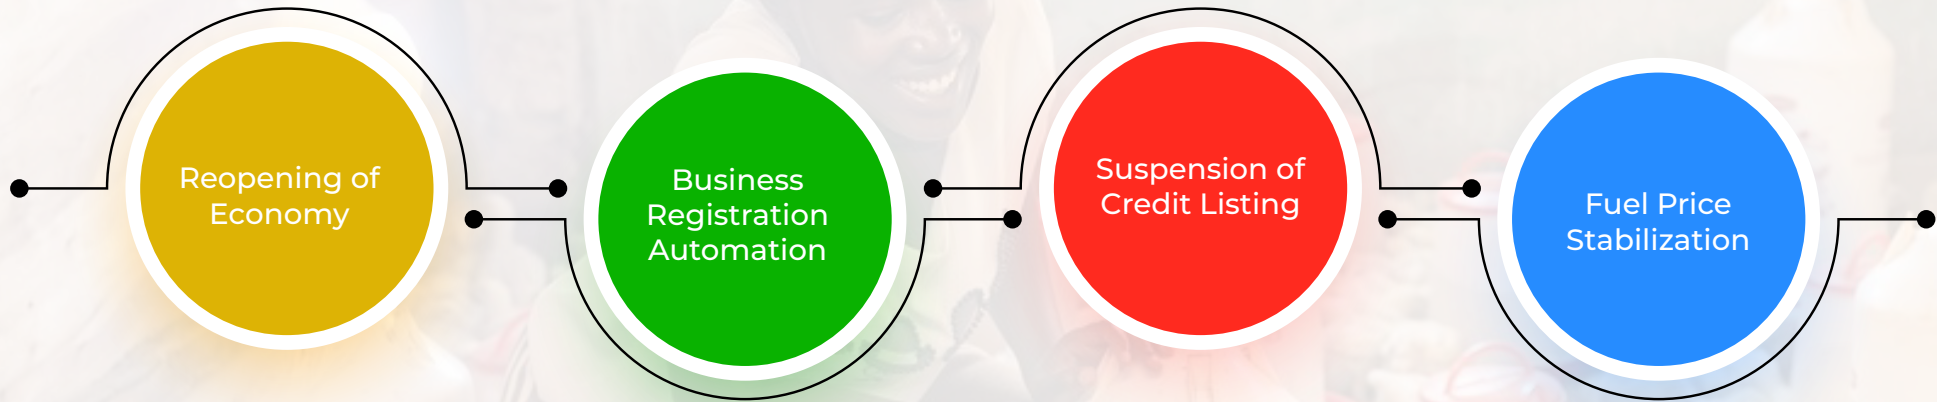 Reopening of
Economy
Business
Registration
Automation
Suspension of
Credit Listing
Fuel Price
Stabilization